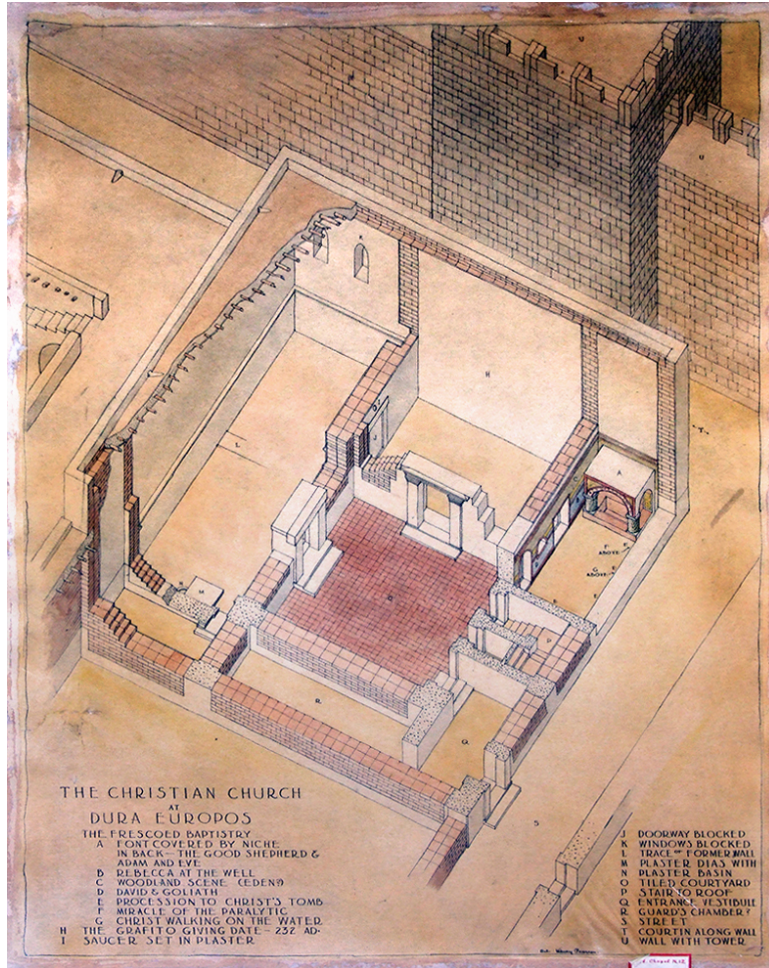 THE CHRISTIAN CHURCH
AT
DURA EUROPOS
THE FRESCOED BAPTISTRY
A FONT COVERED BY NICHE
IN BACK — THE GOOD SHEPHERD &
ADAM AND EVE
B REBECCA AT THE WELL
C WOODLAND SCENE (EDEN?)
D DAVID & GOLIATH
E PROCESSION TO CHRIST'S TOMB
F MIRACLE OF THE PARALYTIC
G CHRIST WALKING ON THE WATER
H THE GRAFITO GIVING DATE — 232 AD-
I SAUCER SET IN PLASTER
J DOORWAY BLOCKED
K WINDOWS BLOCKED
L TRACE OF FORMER WALL
M PLASTER DIAS WITH
N PLASTER BASIN
O TILED COURTYARD
P STAIR TO ROOF
Q ENTRANCE VESTIBULE
R GUARD'S CHAMBER?
S STREET
T COURTIN ALONG WALL
U WALL WITH TOWER
U
U
K
H
T
A
L
F
ABOVE
G
ABOVE
E
M
O
P
R
Q
S